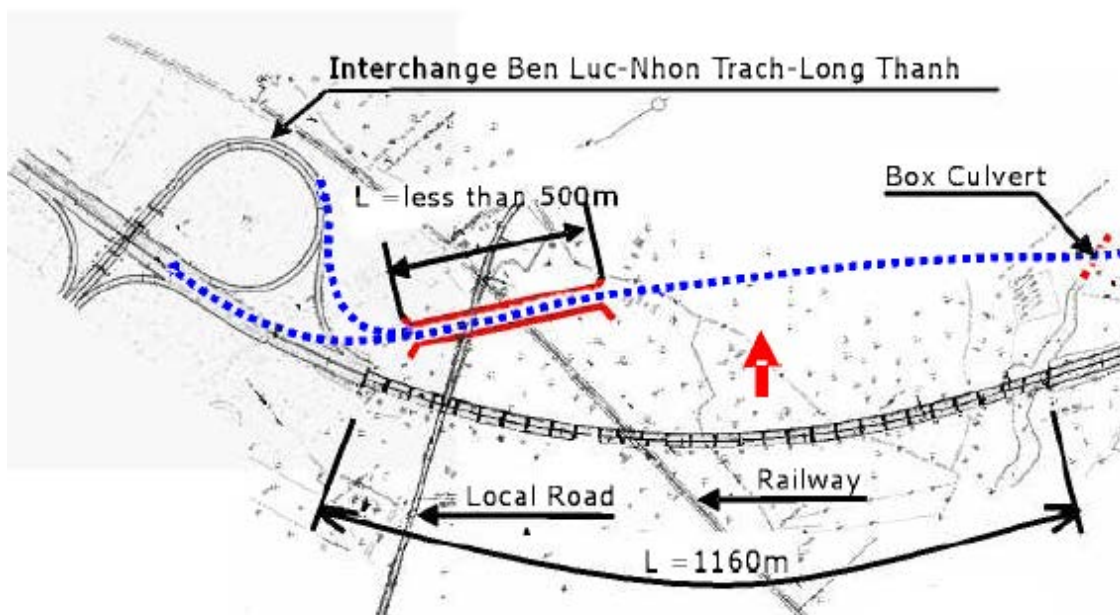 Interchange Ben Luc-Nhon Trach-Long Thanh
L =less than 500m
Box Culvert
Railway
Local Road
L =1160m